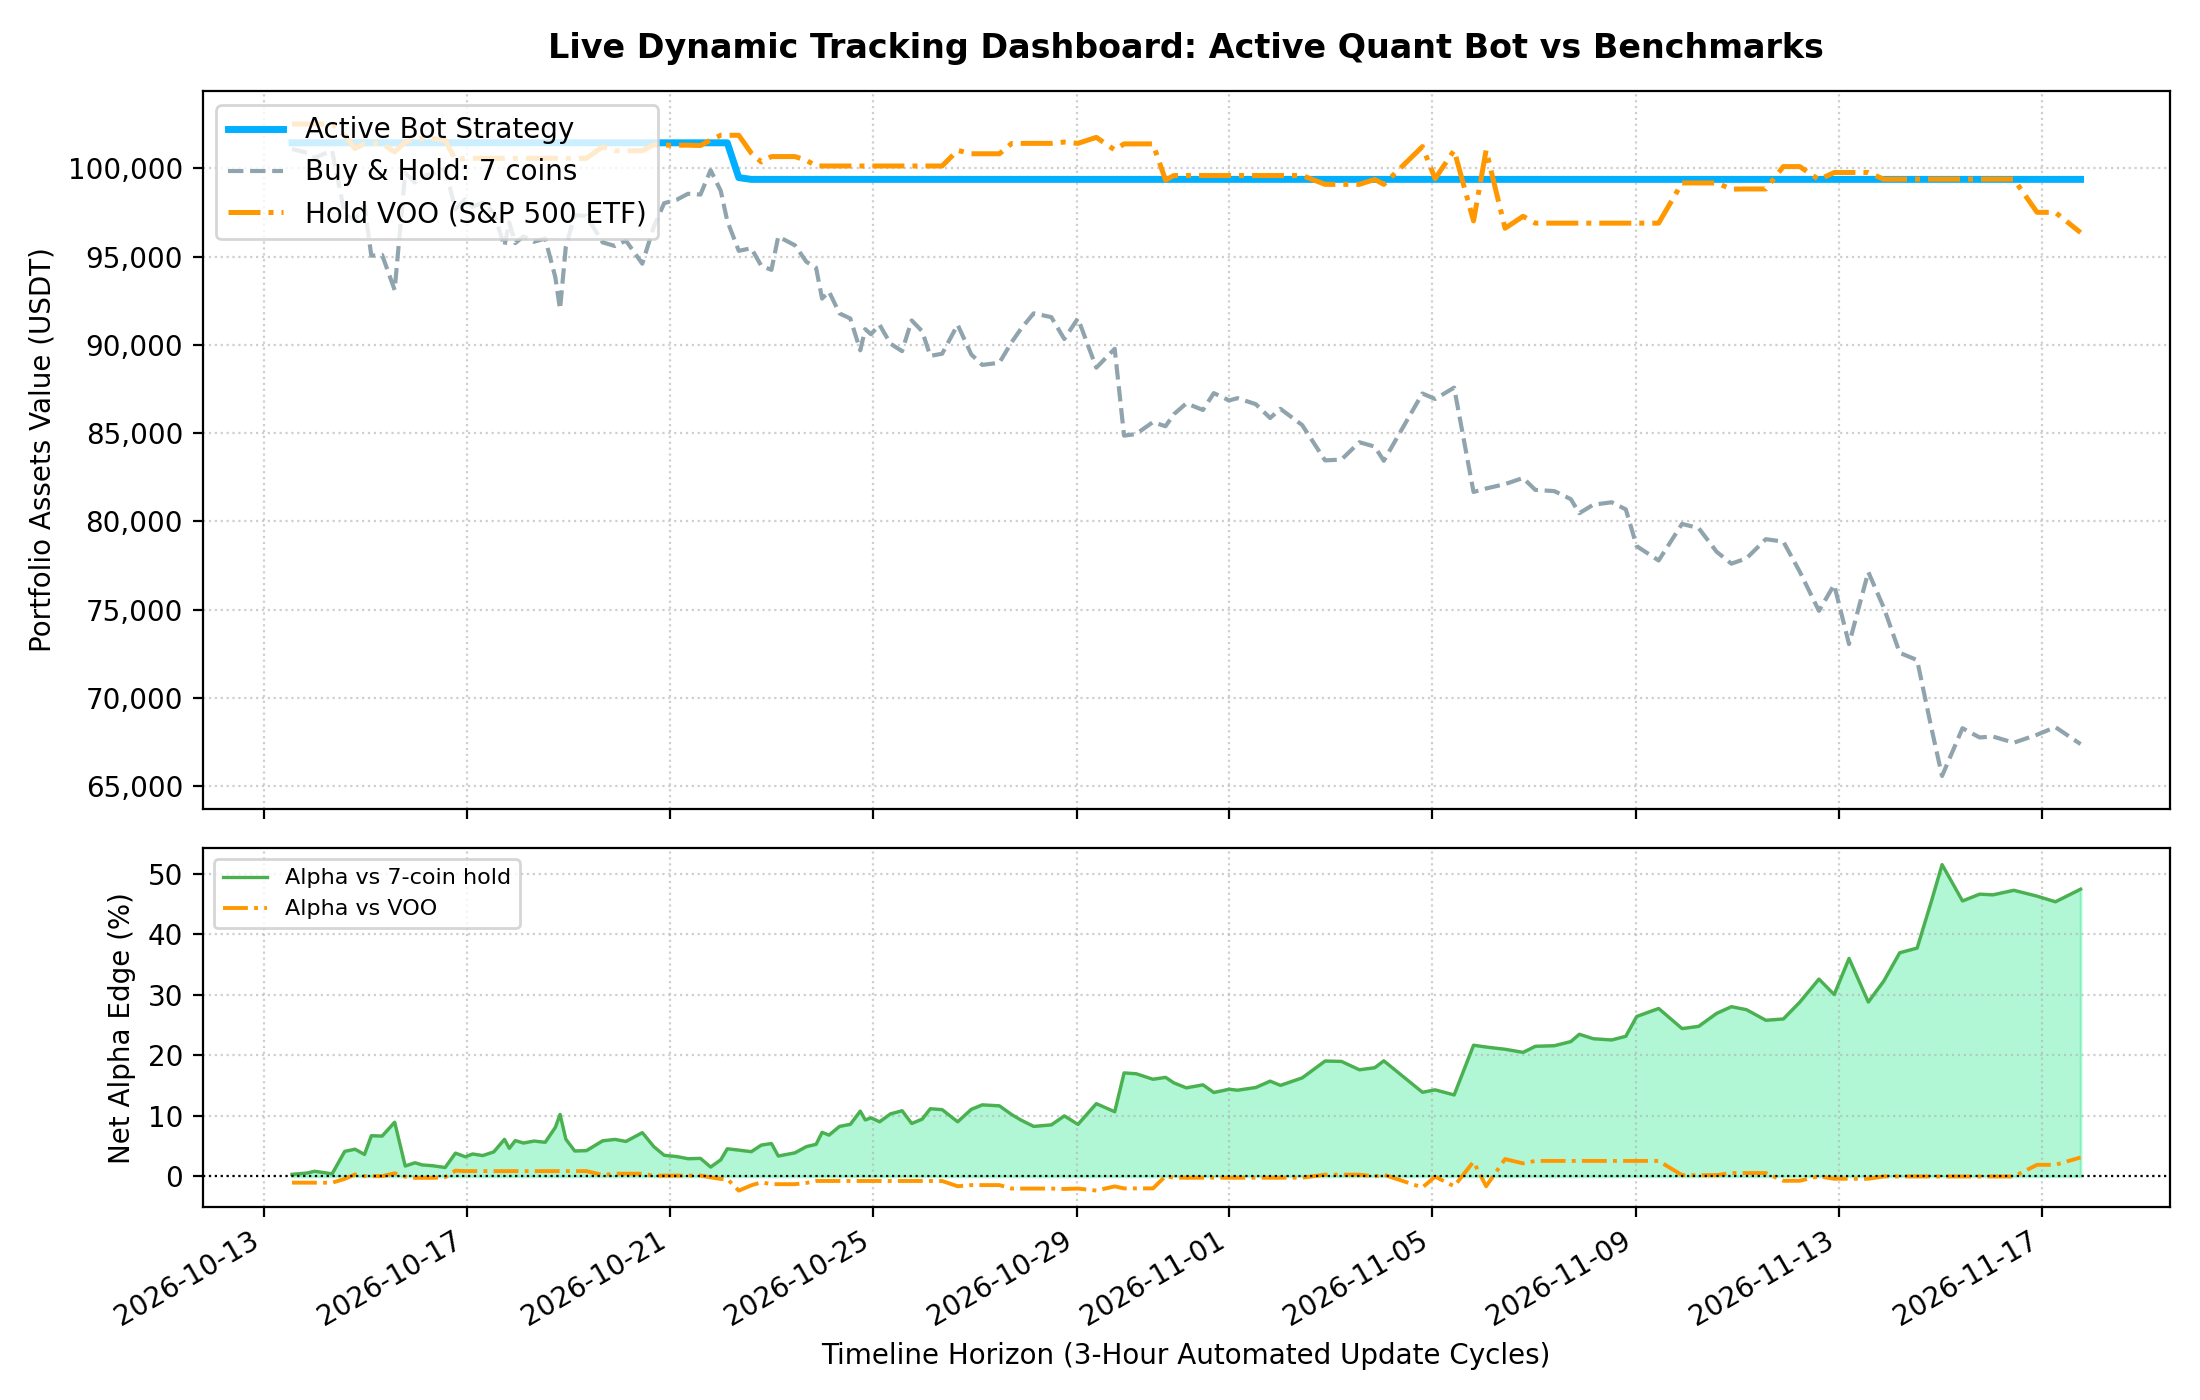 Live Dynamic Tracking Dashboard: Active Quant Bot vs Benchmarks
Active Bot Strategy
Buy & Hold: 7 coins
Hold VOO (S&P 500 ETF)
Portfolio Assets Value (USDT)
100,000
95,000
90,000
85,000
80,000
75,000
70,000
65,000
Alpha vs 7-coin hold
Alpha vs VOO
Net Alpha Edge (%)
50
40
30
20
10
0
2026-10-13
2026-10-17
2026-10-21
2026-10-25
2026-10-29
2026-11-01
2026-11-05
2026-11-09
2026-11-13
2026-11-17
Timeline Horizon (3-Hour Automated Update Cycles)